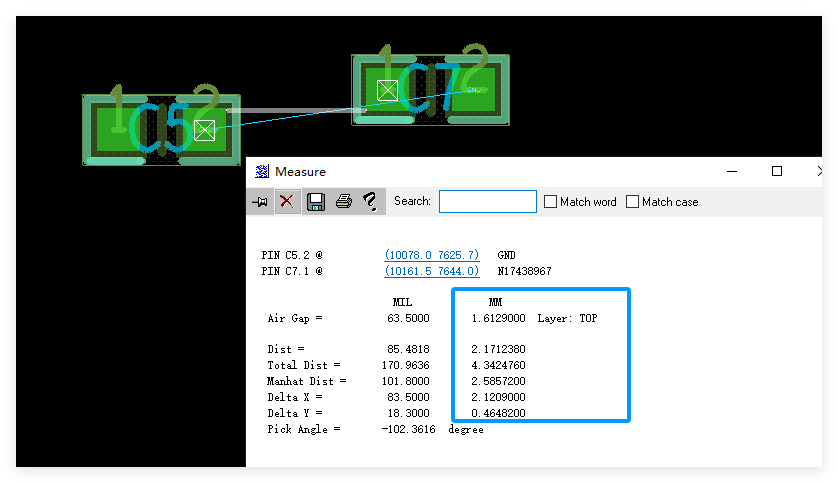 1 C7 2
1 C5 2
Measure
Search: Match word Match case
PIN C5.2 @ (10078.0 7625.7) GND
PIN C7.1 @ (10161.5 7644.0) N17438967
MIL MM
Air Gap = 63.5000 1.6129000 Layer: TOP
Dist = 85.4818 2.1712380
Total Dist = 170.9636 4.3424760
Manhat Dist = 101.8000 2.5857200
Delta X = 83.5000 2.1209000
Delta Y = 18.3000 0.4648200
Pick Angle = -102.3616 degree